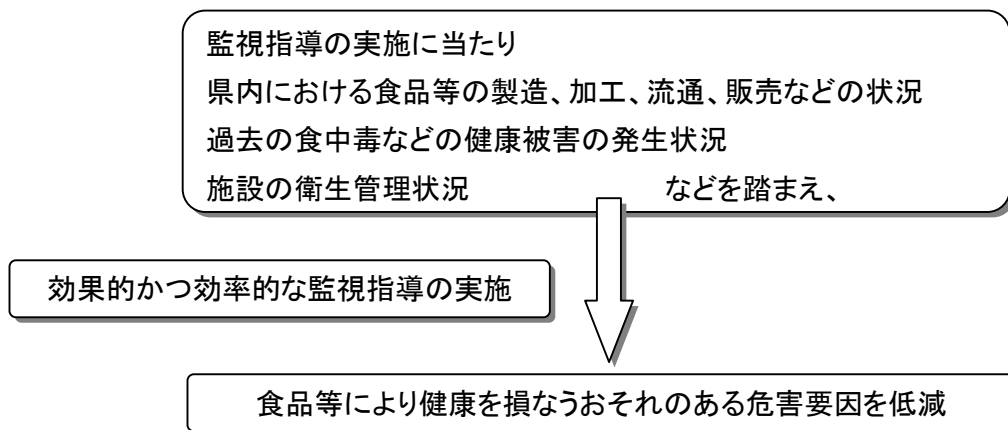 監視指導の実施に当たり
県内における食品等の製造、加工、流通、販売などの状況
過去の食中毒などの健康被害の発生状況
施設の衛生管理状況　　　　　　　などを踏まえ、
効果的かつ効率的な監視指導の実施
食品等により健康を損なうおそれのある危害要因を低減